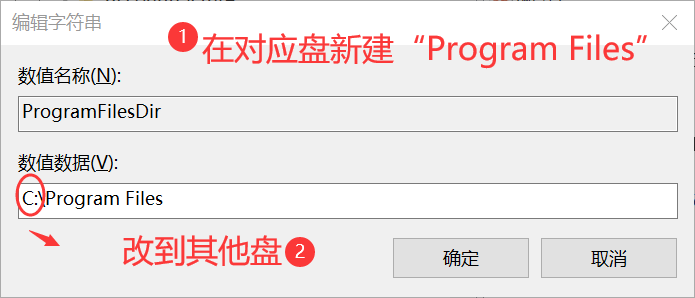 编辑字符串
1 在对应盘新建“Program Files”
数值名称(N):
ProgramFilesDir
数值数据(V):
C:\Program Files
改到其他盘 2
确定
取消